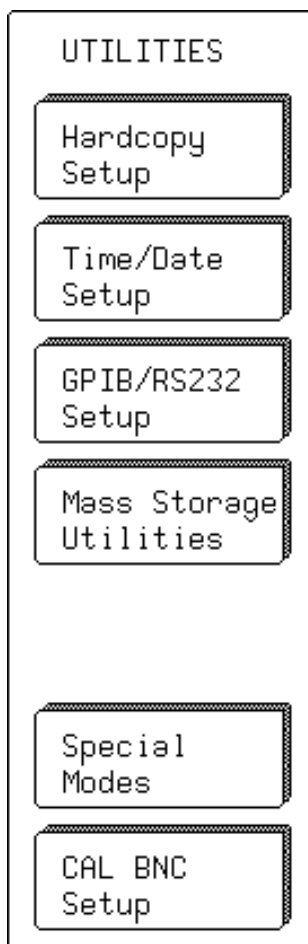 UTILITIES
Hardcopy
Setup
Time/Date
Setup
GPIB/RS232
Setup
Mass Storage
Utilities
Special
Modes
CAL BNC
Setup